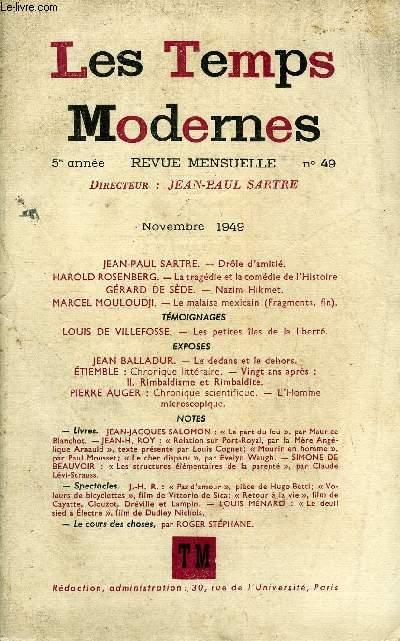 © Le-livre.com
Les Temps
Modernes
5e année REVUE MENSUELLE no 49
DIRECTEUR : JEAN-PAUL SARTRE
Novembre 1949
JEAN-PAUL SARTRE. — Drôle d'amitié.
HAROLD ROSENBERG. — La tragédie et la comédie de l'Histoire
GÉRARD DE SÈDE. — Nazim Hikmet.
MARCEL MOULOUDJI. — Le malaise mexicain (fragments, fin).
TÉMOIGNAGES
LOUIS DE VILLEFOSSE. — Les petites îles de la liberté.
EXPOSES
JEAN BALLADUR. — Le dedans et le dehors.
ÉTIEMBLE : Chronique littéraire. — Vingt ans après :
II. Rimbaldisme et Rimbaldite.
PIERRE AUGER : Chronique scientifique. — L'Homme
microscopique.
NOTES
— Livres. JEAN-JACQUES SALOMON : « La part du feu », par Maurice
Blanchot. — JEAN-H. ROY : « Relation sur Port-Royal, par la Mère Angé-
lique Arnauld », texte présenté par Louis Cognet; « Mourir en homme »,
par Paul Mousset; « Le cher disparu », par Evelyn Waugh. — SIMONE DE
BEAUVOIR : « Les structures élémentaires de la parenté », par Claude
Lévi-Strauss.
— Spectacles. J.-H. R. : « Pas d'amour », pièce de Hugo Betti; « Vo-
leurs de bicyclettes », film de Vittorio de Sica; « Retour à la vie », film de
Cayatte, Clouzot, Dréville et Lampin. — LOUIS MENARD : « Le deuil
sied à Électre », film de Dudley Nichols.
— Le cours des choses, par ROGER STÉPHANE.
TM
Rédaction, administration : 30, rue de l'Université, Paris